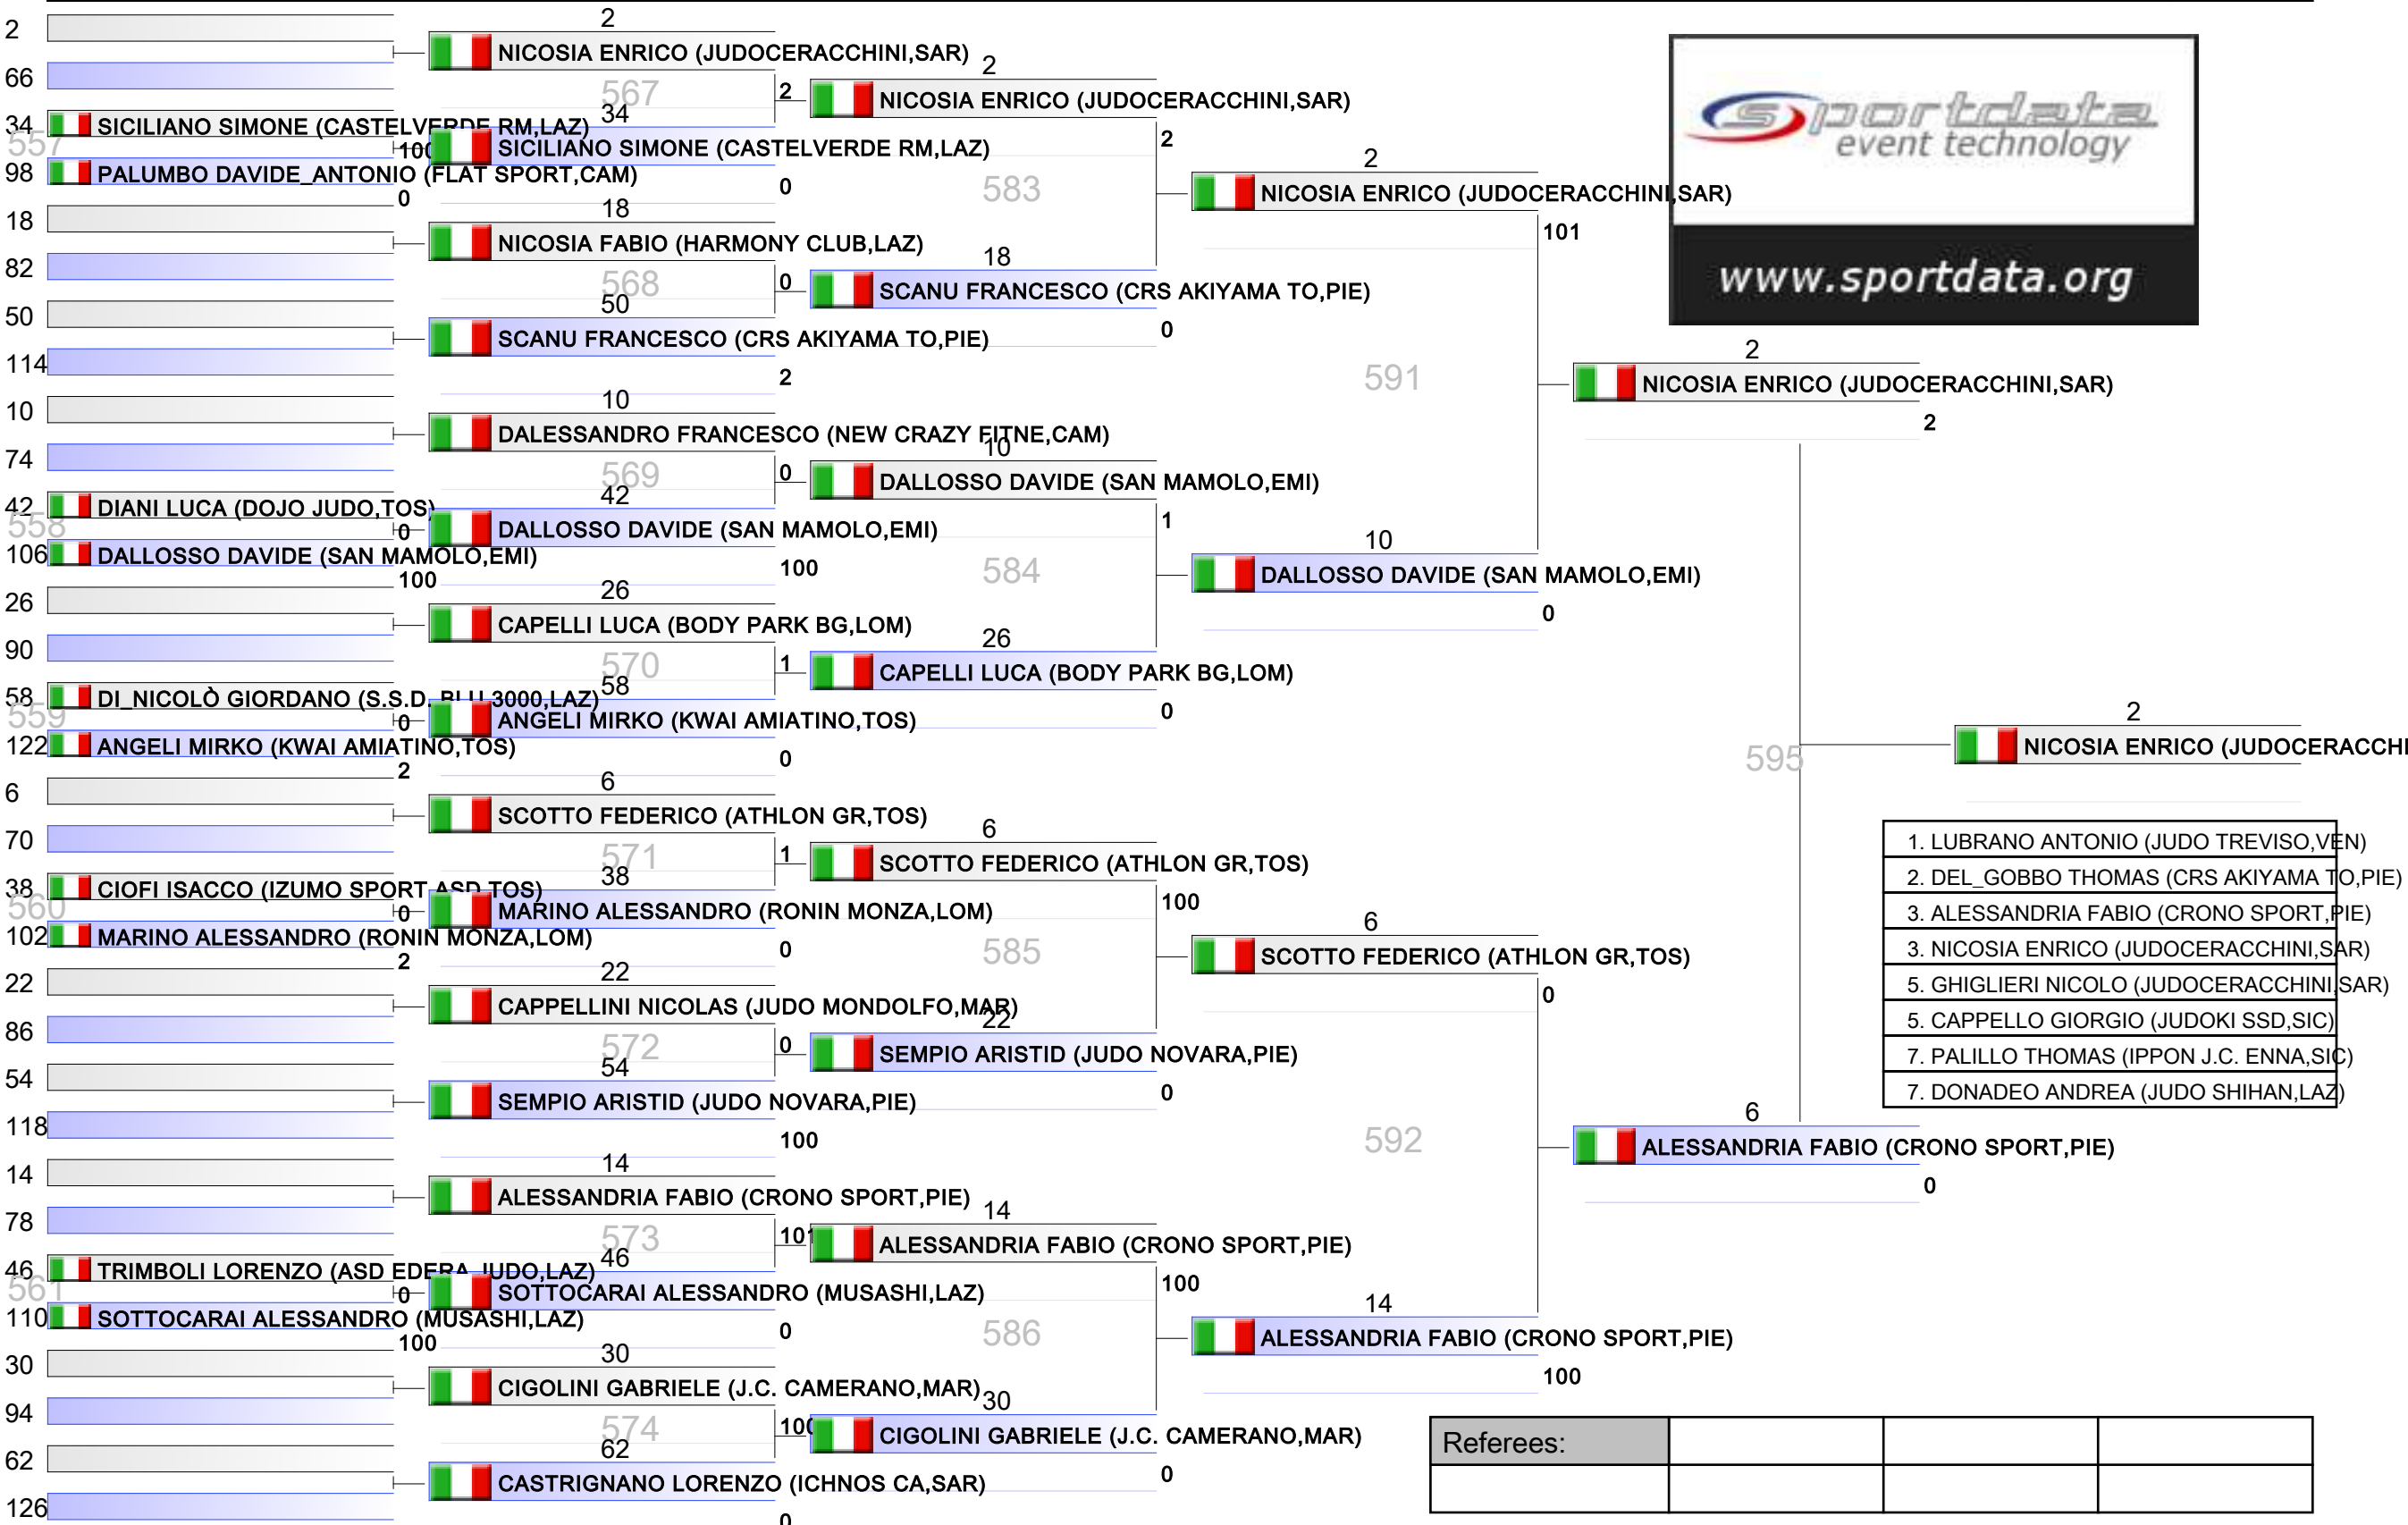 2
66
34 SICILIANO SIMONE (CASTELVERDE RM,LAZ)
557 100
98 PALUMBO DAVIDE_ANTONIO (FLAT SPORT,CAM)
0
18
82
50
114
10
74
42 DIANI LUCA (DOJO JUDO,TOS)
558 0
106 DALLOSSO DAVIDE (SAN MAMOLO,EMI)
100
26
90
58 DI_NICOLÒ GIORDANO (S.S.D. BLU 3000,LAZ)
559 0
122 ANGELI MIRKO (KWAI AMIATINO,TOS)
2
6
70
38 CIOFI ISACCO (IZUMO SPORT ASD,TOS)
560 0
102 MARINO ALESSANDRO (RONIN MONZA,LOM)
2
22
86
54
118
14
78
46 TRIMBOLI LORENZO (ASD EDERA JUDO,LAZ)
561 0
110 SOTTOCARAI ALESSANDRO (MUSASHI,LAZ)
100
30
94
62
126
2
NICOSIA ENRICO (JUDOCERACCHINI,SAR)
567 2
34
SICILIANO SIMONE (CASTELVERDE RM,LAZ)
0
18
NICOSIA FABIO (HARMONY CLUB,LAZ)
568 0
50
SCANU FRANCESCO (CRS AKIYAMA TO,PIE)
2
10
DALESSANDRO FRANCESCO (NEW CRAZY FITNE,CAM)
569 0
42
DALLOSSO DAVIDE (SAN MAMOLO,EMI)
100
26
CAPELLI LUCA (BODY PARK BG,LOM)
570 1
58
ANGELI MIRKO (KWAI AMIATINO,TOS)
0
6
SCOTTO FEDERICO (ATHLON GR,TOS)
571 1
38
MARINO ALESSANDRO (RONIN MONZA,LOM)
0
22
CAPPELLINI NICOLAS (JUDO MONDOLFO,MAR)
572 0
54
SEMPIO ARISTID (JUDO NOVARA,PIE)
100
14
ALESSANDRIA FABIO (CRONO SPORT,PIE)
573 101
46
SOTTOCARAI ALESSANDRO (MUSASHI,LAZ)
0
30
CIGOLINI GABRIELE (J.C. CAMERANO,MAR)
574 100
62
CASTRIGNANO LORENZO (ICHNOS CA,SAR)
0
2
NICOSIA ENRICO (JUDOCERACCHINI,SAR)
2
583
18
SCANU FRANCESCO (CRS AKIYAMA TO,PIE)
0
10
DALLOSSO DAVIDE (SAN MAMOLO,EMI)
1
584
26
CAPELLI LUCA (BODY PARK BG,LOM)
0
6
SCOTTO FEDERICO (ATHLON GR,TOS)
100
585
22
SEMPIO ARISTID (JUDO NOVARA,PIE)
0
14
ALESSANDRIA FABIO (CRONO SPORT,PIE)
100
586
30
CIGOLINI GABRIELE (J.C. CAMERANO,MAR)
0
2
NICOSIA ENRICO (JUDOCERACCHINI,SAR)
101
591
10
DALLOSSO DAVIDE (SAN MAMOLO,EMI)
0
6
SCOTTO FEDERICO (ATHLON GR,TOS)
0
592
14
ALESSANDRIA FABIO (CRONO SPORT,PIE)
100
sportdata
event technology
www.sportdata.org
2
NICOSIA ENRICO (JUDOCERACCHINI,SAR)
2
595
6
ALESSANDRIA FABIO (CRONO SPORT,PIE)
0
2
NICOSIA ENRICO (JUDOCERACCHI
1. LUBRANO ANTONIO (JUDO TREVISO,VEN)
2. DEL_GOBBO THOMAS (CRS AKIYAMA TO,PIE)
3. ALESSANDRIA FABIO (CRONO SPORT,PIE)
3. NICOSIA ENRICO (JUDOCERACCHINI,SAR)
5. GHIGLIERI NICOLO (JUDOCERACCHINI,SAR)
5. CAPPELLO GIORGIO (JUDOKI SSD,SIC)
7. PALILLO THOMAS (IPPON J.C. ENNA,SIC)
7. DONADEO ANDREA (JUDO SHIHAN,LAZ)
Referees: